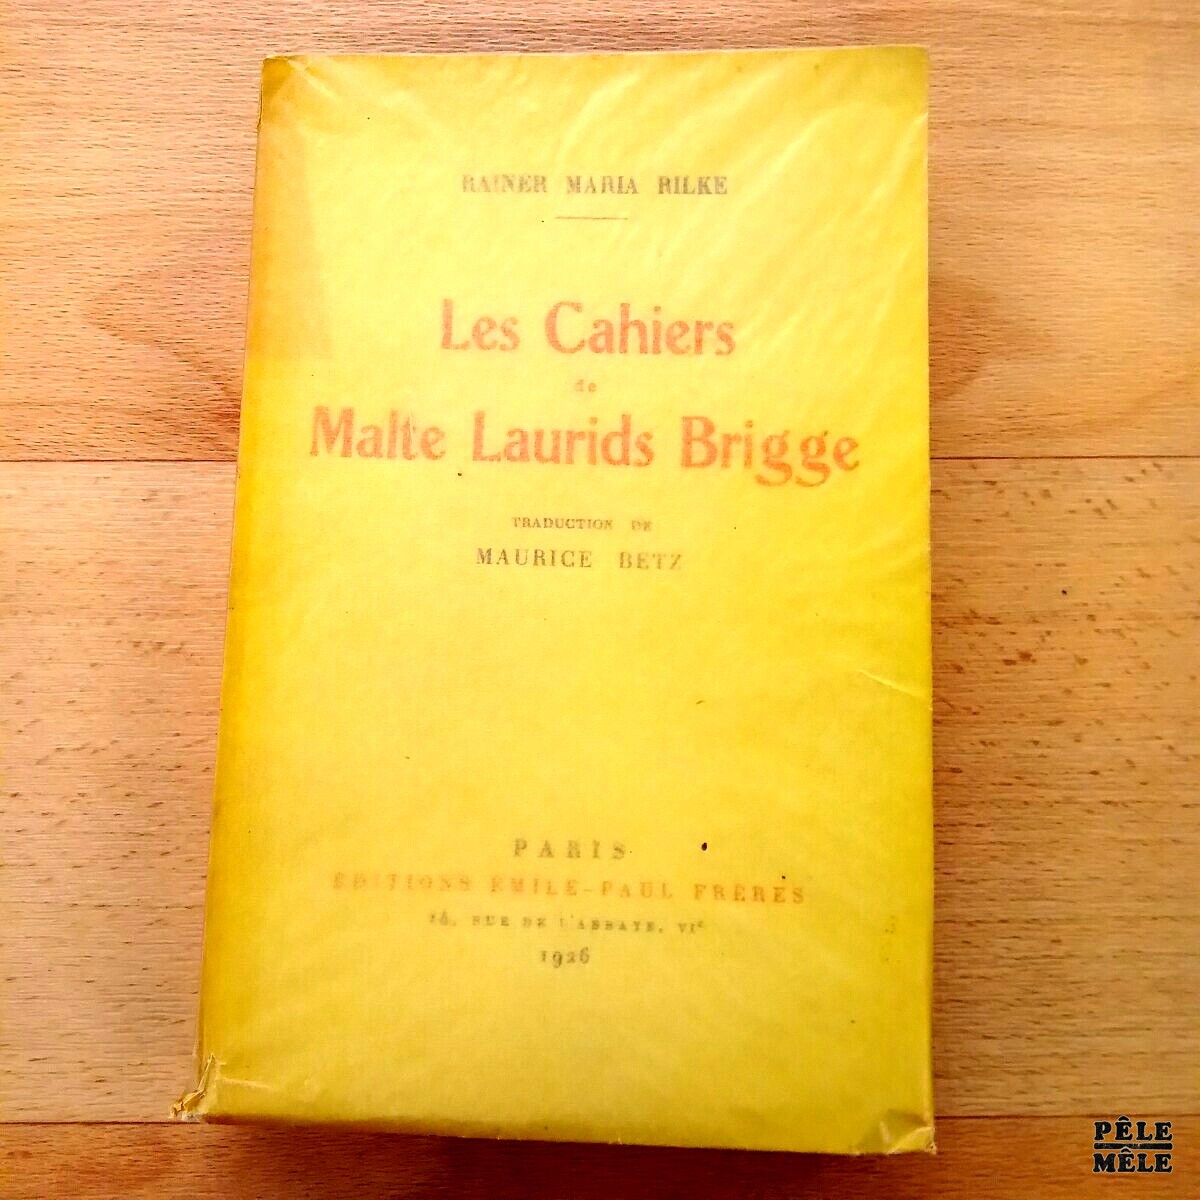 RAINER MARIA RILKE
Les Cahiers
de
Malte Laurids Brigge
TRADUCTION DE
MAURICE BETZ
PARIS
ÉDITIONS ÉMILE-PAUL FRÈRES
14, RUE DE L'ABBAYE, VIe
1926
PÊLE
MÊLE